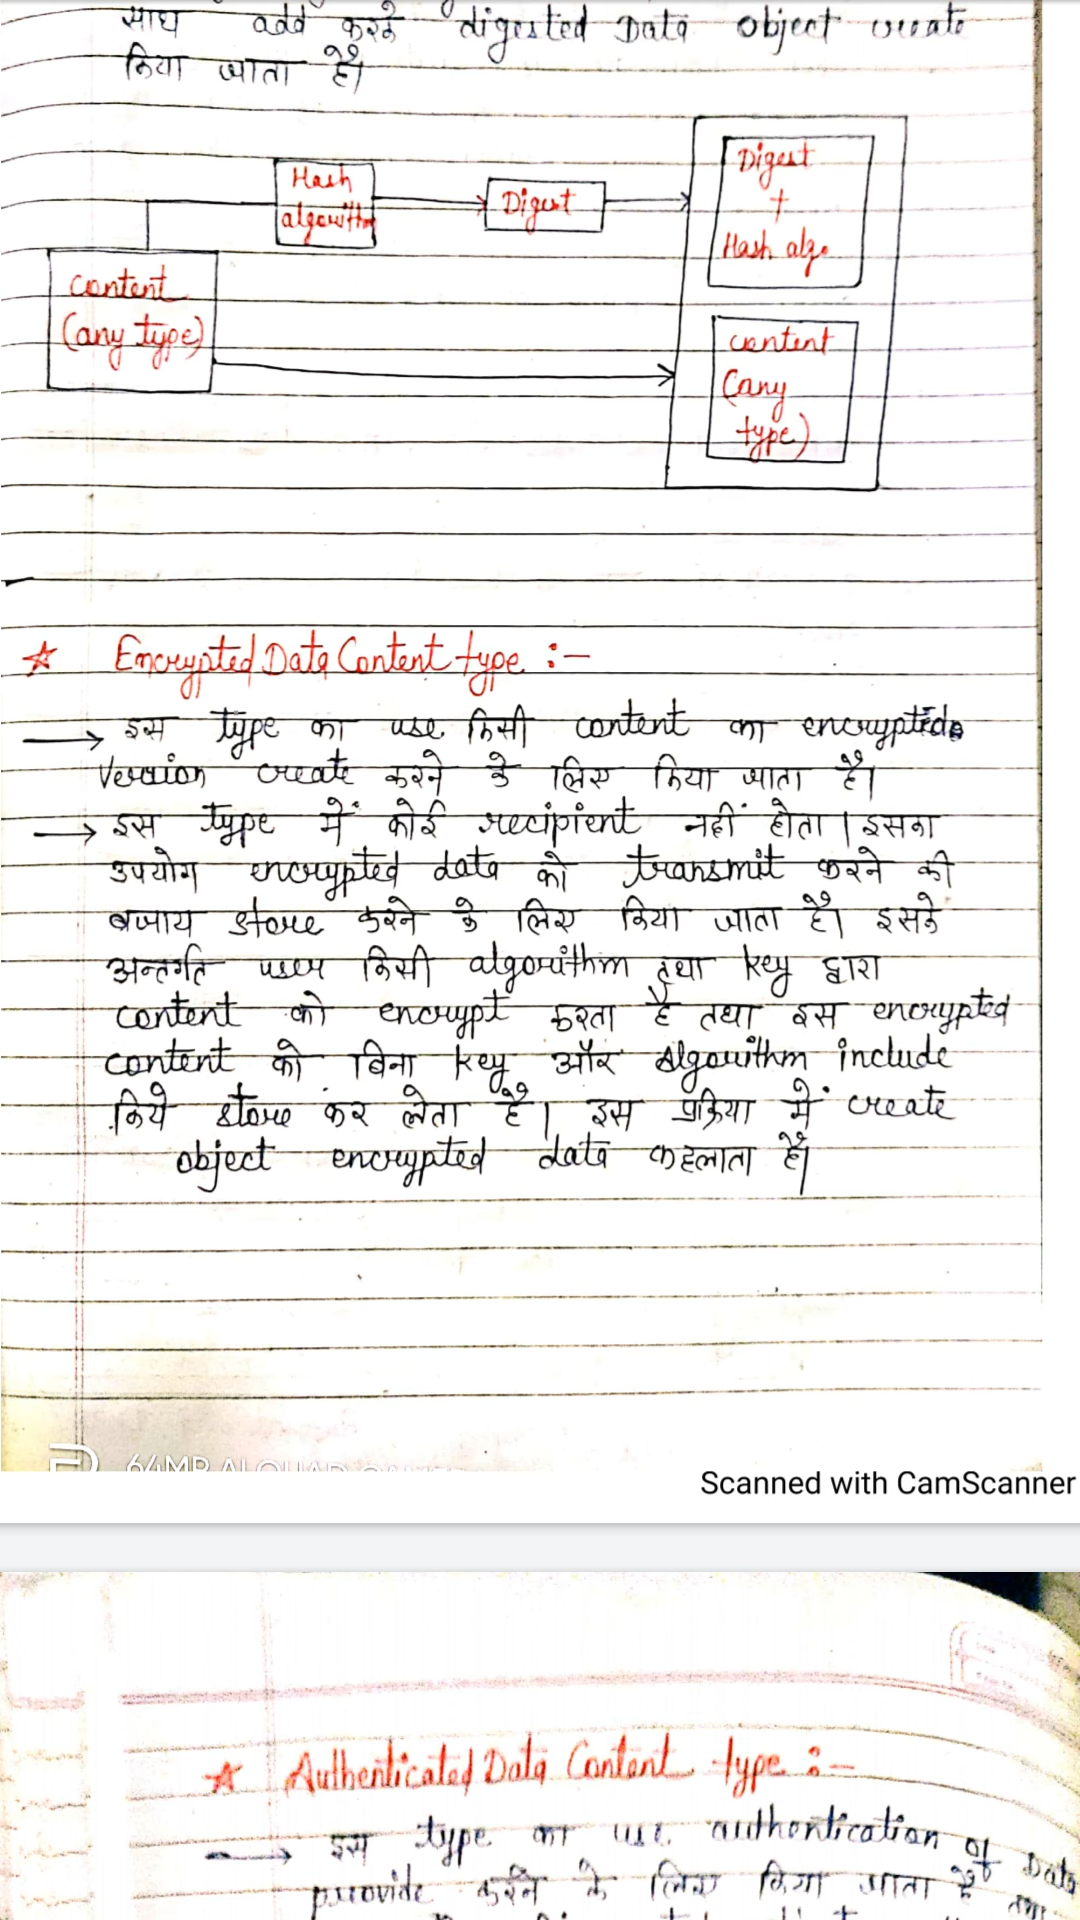 साथ add करके digested Data object create
किया जाता है।
Hash
algorithm
Digest
Digest
+
Hash algo
content
(any type)
content
(any
type)
☆ Encrypted Data Content type :-
→ इस type का use किसी content का encrypted
Version create करने के लिए किया जाता है।
→ इस type में कोई recipient नहीं होता। इसका
उपयोग encrypted data को transmit करने की
बजाय store करने के लिए किया जाता है। इसके
अन्तर्गत user किसी algorithm तथा key द्वारा
content को encrypt करता है तथा इस encrypted
content को बिना key और Algorithm include
किये store कर लेता है। इस प्रक्रिया में create
object encrypted data कहलाता है।
64MP
Scanned with CamScanner
☆ Authenticated Data Content type :-
→ इस type का use authentication of Data
provide करने के लिए किया जाता है तथा